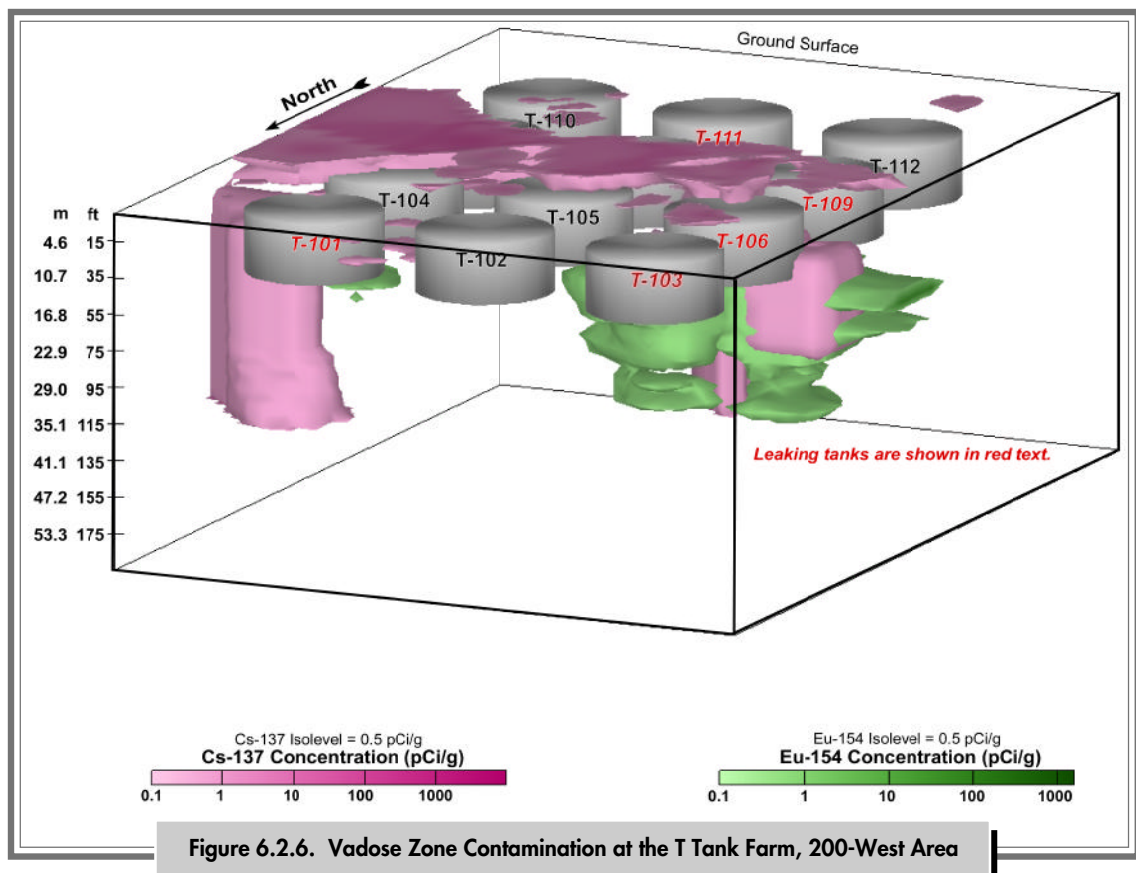 Ground Surface
North
T-110
T-111
T-112
T-104
T-105
T-109
T-101
T-102
T-106
T-103
m ft
4.6 15
10.7 35
16.8 55
22.9 75
29.0 95
35.1 115
41.1 135
47.2 155
53.3 175
Leaking tanks are shown in red text.
Cs-137 Isolevel = 0.5 pCi/g
Cs-137 Concentration (pCi/g)
0.1 1 10 100 1000
Eu-154 Isolevel = 0.5 pCi/g
Eu-154 Concentration (pCi/g)
0.1 1 10 100 1000
Figure 6.2.6. Vadose Zone Contamination at the T Tank Farm, 200-West Area